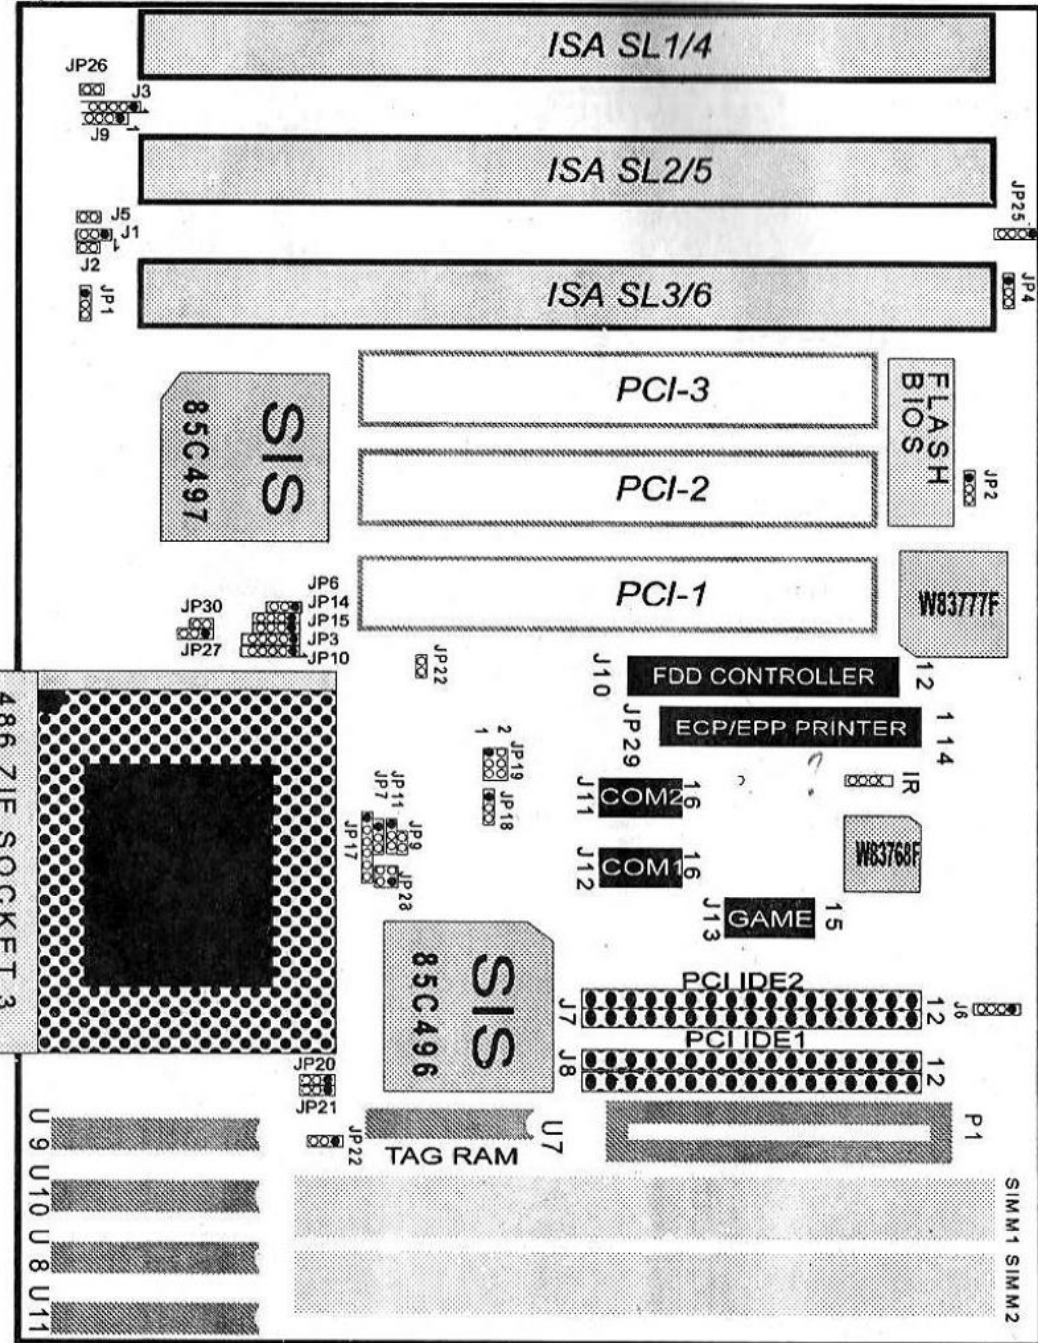 ISA SL1/4
JP26
J3
1
J9
ISA SL2/5
JP25
J5
J1
1
J2
JP1
ISA SL3/6
JP4
PCI-3
FLASH
BIOS
SIS
85C497
PCI-2
JP2
PCI-1
W83777F
JP6
JP14
JP30
JP15
JP3
JP27
JP10
JP22
J10
FDD CONTROLLER
12
JP29
ECP/EPP PRINTER
1 14
486 ZIF SOCKET 3
1 2
JP19
JP18
IR
J11
COM2
16
JP11
JP7
JP9
JP17
JP28
J12
COM1
16
W83768F
J13
GAME
15
SIS
85C496
PCI IDE2
J7
12
J6
PCI IDE1
J8
12
JP20
JP21
JP22
U7
TAG RAM
P1
U 9
U10
U 8
U11
SIMM1
SIMM2